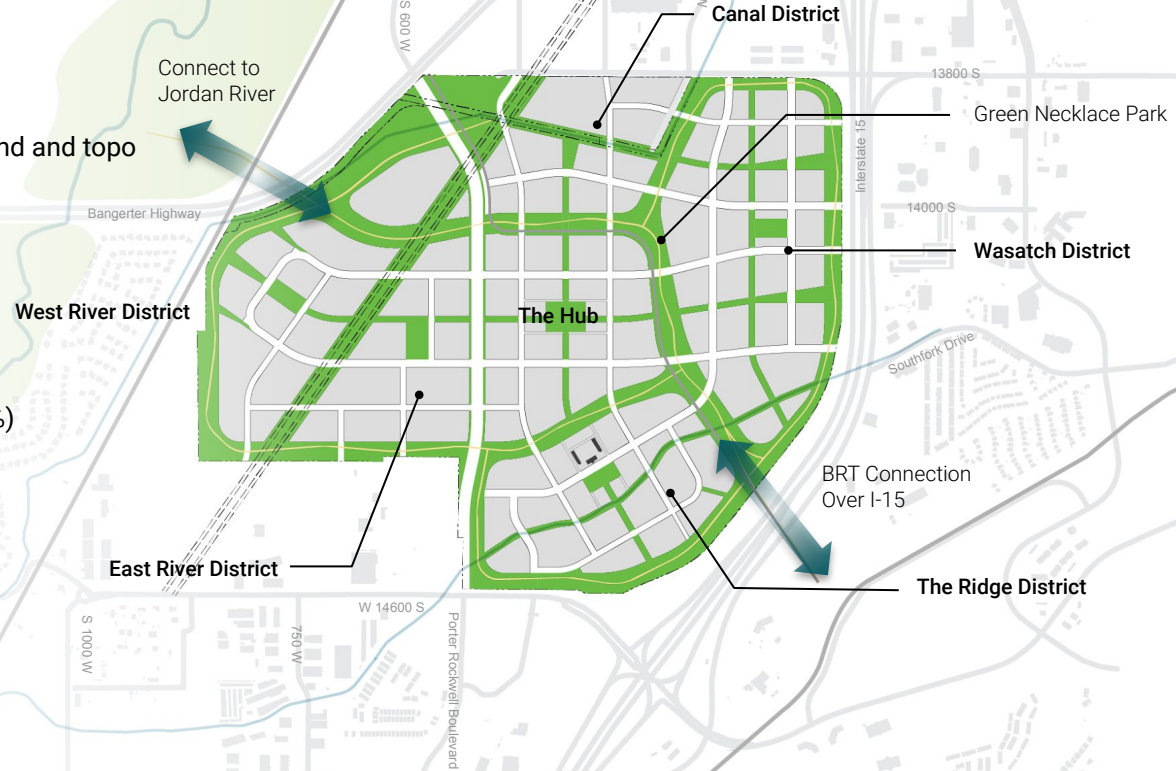 Canal District
S 600 W
Connect to
Jordan River
13800 S
Green Necklace Park
nd and topo
Interstate 15
Bangerter Highway
14000 S
Wasatch District
West River District
The Hub
Southfork Drive
%)
BRT Connection
Over I-15
East River District
The Ridge District
W 14600 S
S 1000 W
750 W
Porter Rockwell Boulevard